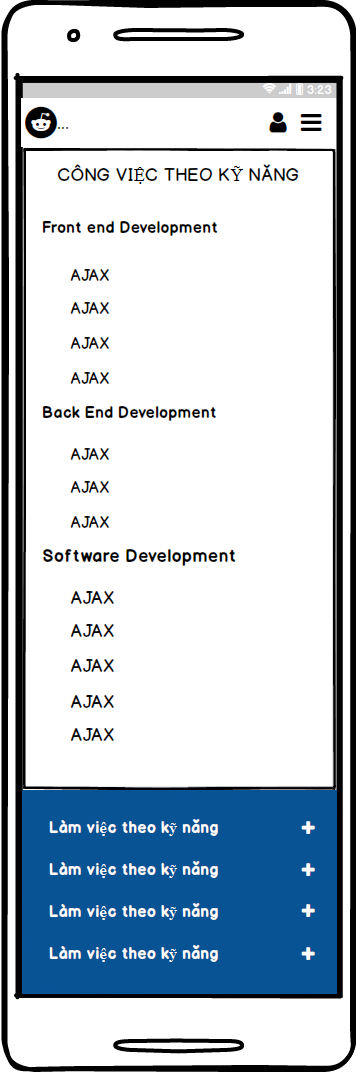 3:23
...
CÔNG VIỆC THEO KỸ NĂNG
Front end Development
AJAX
AJAX
AJAX
AJAX
Back End Development
AJAX
AJAX
AJAX
Software Development
AJAX
AJAX
AJAX
AJAX
AJAX
Làm việc theo kỹ năng +
Làm việc theo kỹ năng +
Làm việc theo kỹ năng +
Làm việc theo kỹ năng +